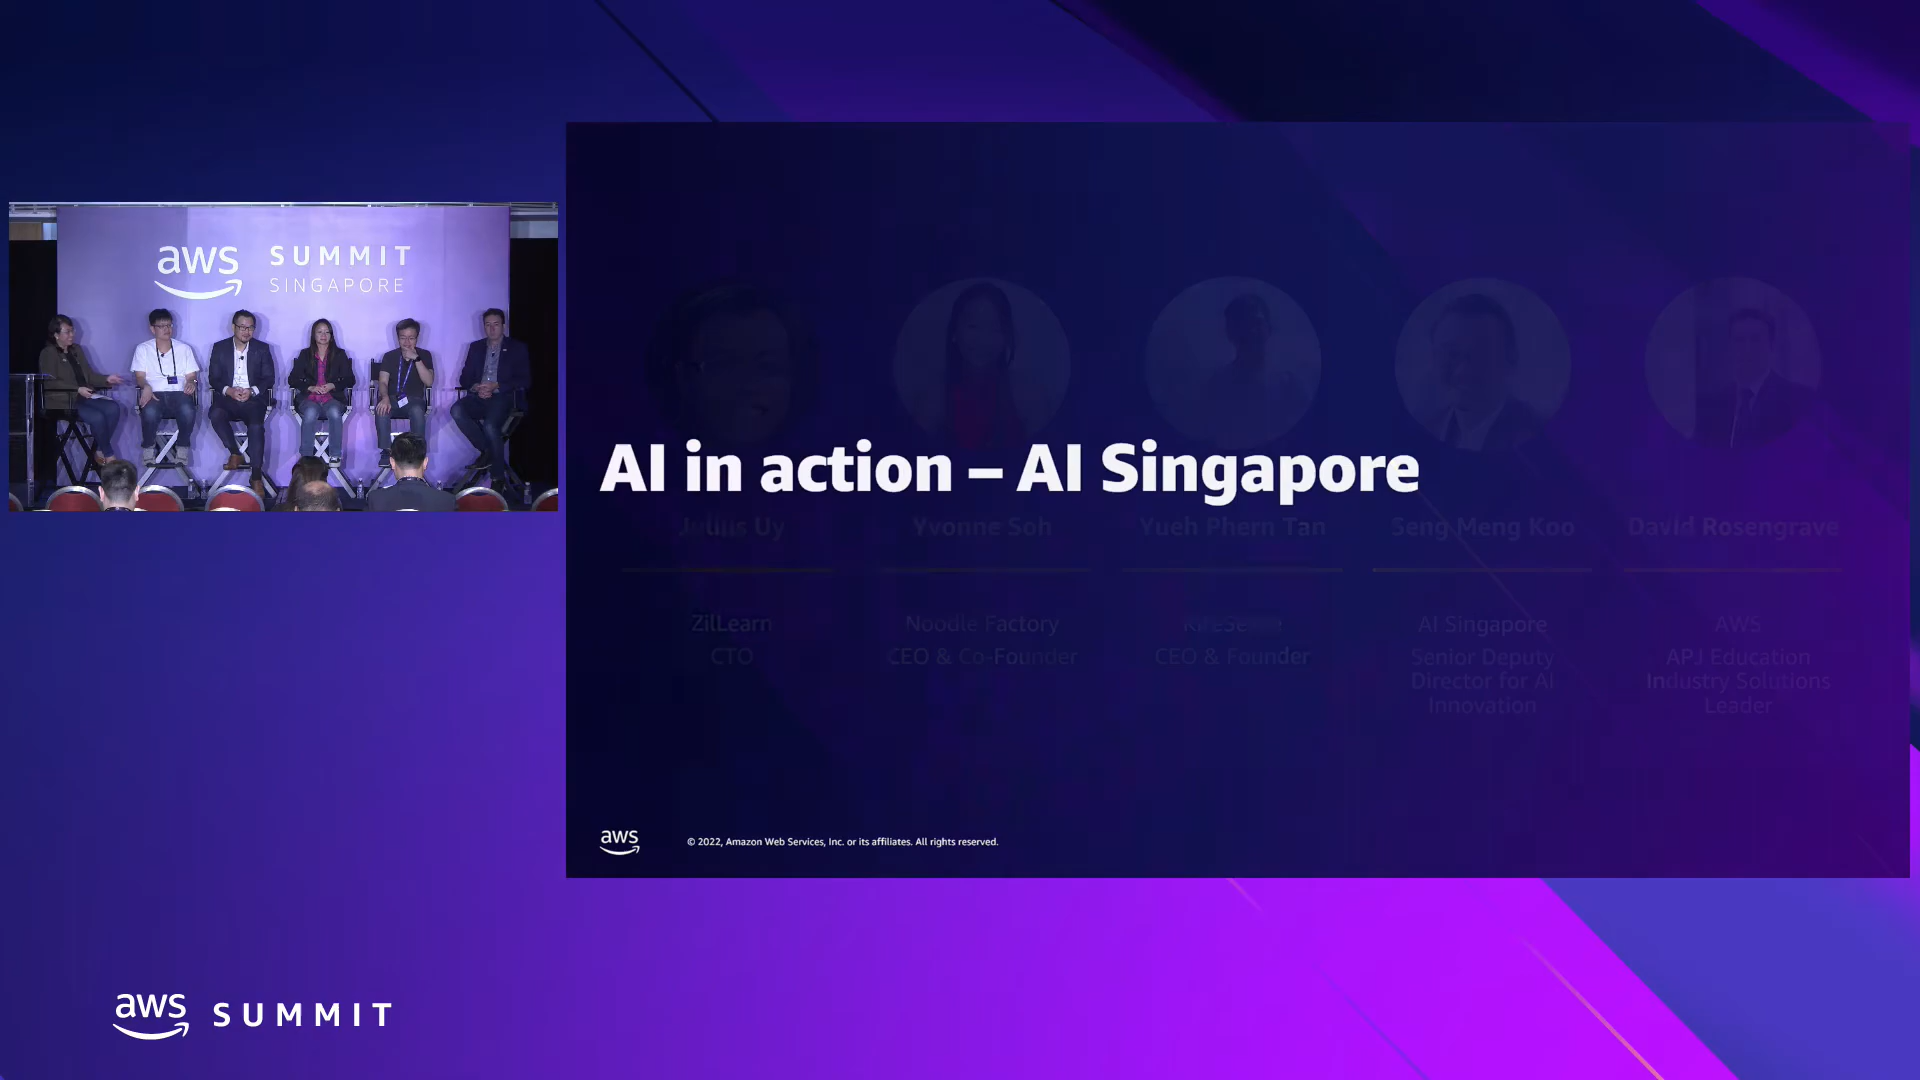 aws SUMMIT
SINGAPORE
AI in action – AI Singapore
Julius Uy
Yvonne Soh
Yueh Phern Tan
Seng Meng Koo
David Rosengrave
ZilLearn
CTO
Noodle Factory
CEO & Co-Founder
CEO & Founder
AI Singapore
Senior Deputy
Director for AI
Innovation
AWS
APJ Education
Industry Solutions
Leader
aws
© 2022, Amazon Web Services, Inc. or its affiliates. All rights reserved.
aws SUMMIT